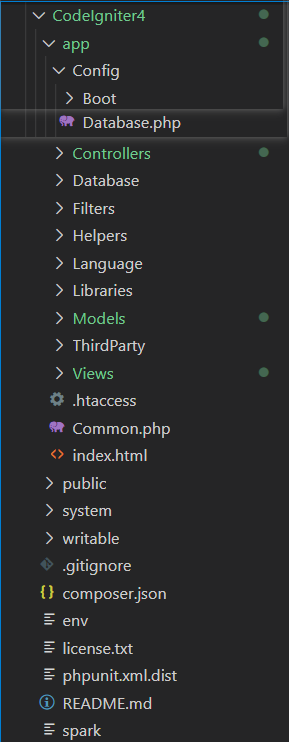 CodeIgniter4
app
Config
Boot
Database.php
Controllers
Database
Filters
Helpers
Language
Libraries
Models
ThirdParty
Views
.htaccess
Common.php
index.html
public
system
writable
.gitignore
composer.json
env
license.txt
phpunit.xml.dist
README.md
spark